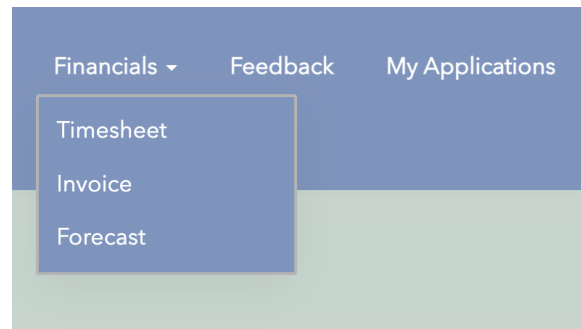 Financials Feedback My Applications
Timesheet
Invoice
Forecast